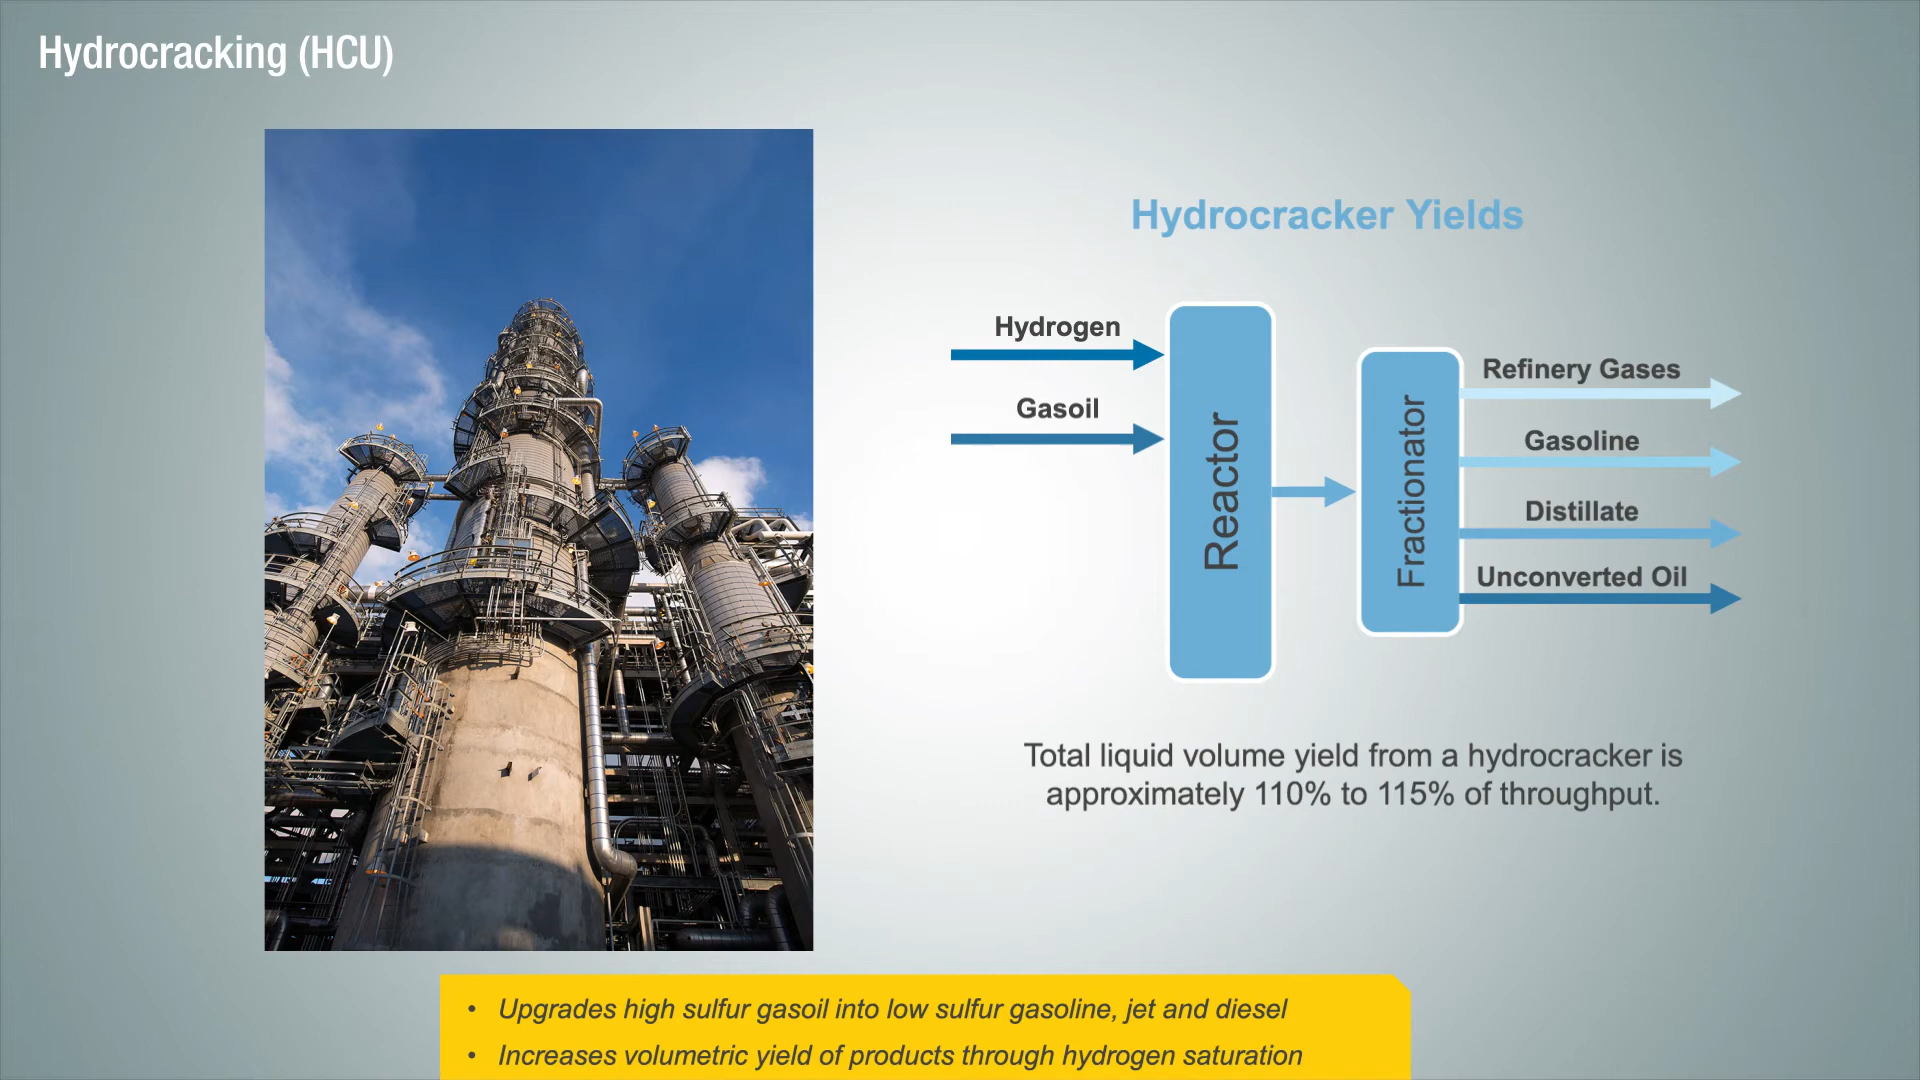 Hydrocracking (HCU)
Hydrocracker Yields
Hydrogen
Gasoil
Reactor
Fractionator
Refinery Gases
Gasoline
Distillate
Unconverted Oil
Total liquid volume yield from a hydrocracker is
approximately 110% to 115% of throughput.
• Upgrades high sulfur gasoil into low sulfur gasoline, jet and diesel
• Increases volumetric yield of products through hydrogen saturation